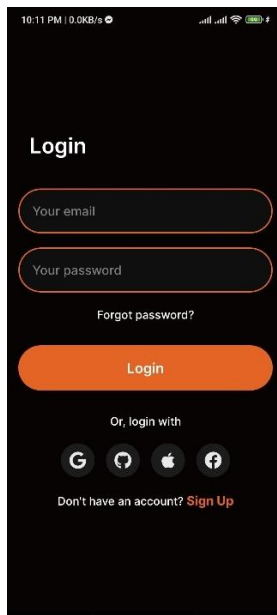 10:11 PM | 0.0KB/s
Login
Your email
Your password
Forgot password?
Login
Or, login with
Don't have an account? Sign Up